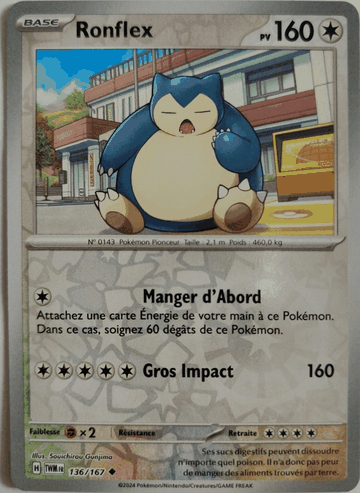 BASE Ronflex PV 160
N° 0143 Pokémon Pionceur Taille : 2,1 m Poids : 460,0 kg
Manger d'Abord
Attachez une carte Énergie de votre main à ce Pokémon.
Dans ce cas, soignez 60 dégâts de ce Pokémon.
Gros Impact 160
Faiblesse ×2 Résistance Retraite
Illus. Souichirou Gunjima
H TWM FR 136/167
Ses sucs digestifs peuvent dissoudre
n'importe quel poison. Il n'a donc pas peur
de manger des aliments trouvés par terre.
©2024 Pokémon/Nintendo/Creatures/GAME FREAK